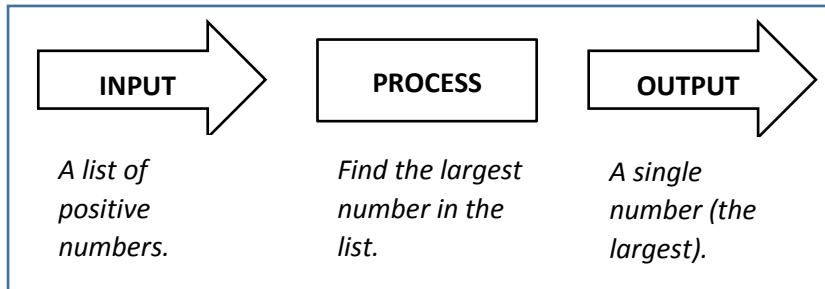 INPUT
PROCESS
OUTPUT
A list of
positive
numbers.
Find the largest
number in the
list.
A single
number (the
largest).